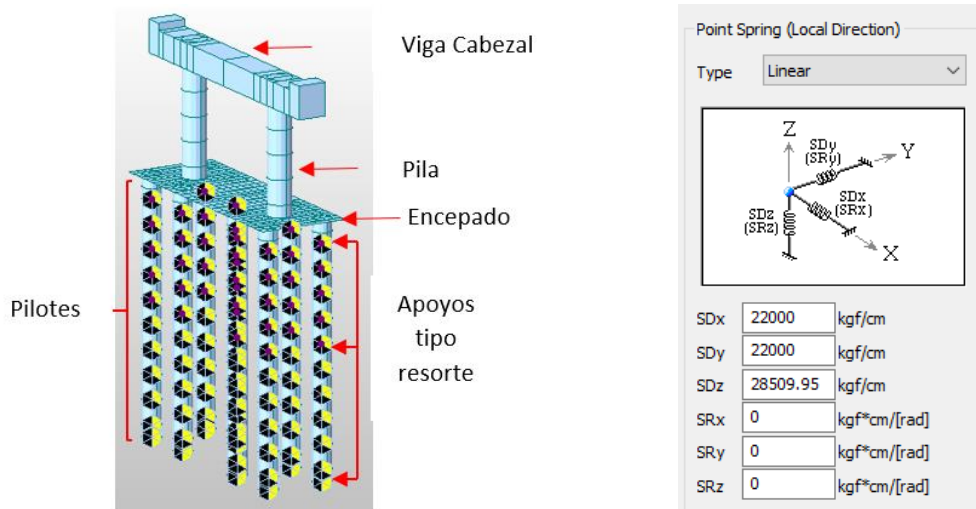 Viga Cabezal
Pila
Encepado
Pilotes
Apoyos
tipo
resorte
Point Spring (Local Direction)
Type Linear
Z
SDy
(SRy)
Y
SDx
(SRx)
SDz
(SRz)
X
SDx 22000 kgf/cm
SDy 22000 kgf/cm
SDz 28509.95 kgf/cm
SRx 0 kgf*cm/[rad]
SRy 0 kgf*cm/[rad]
SRz 0 kgf*cm/[rad]